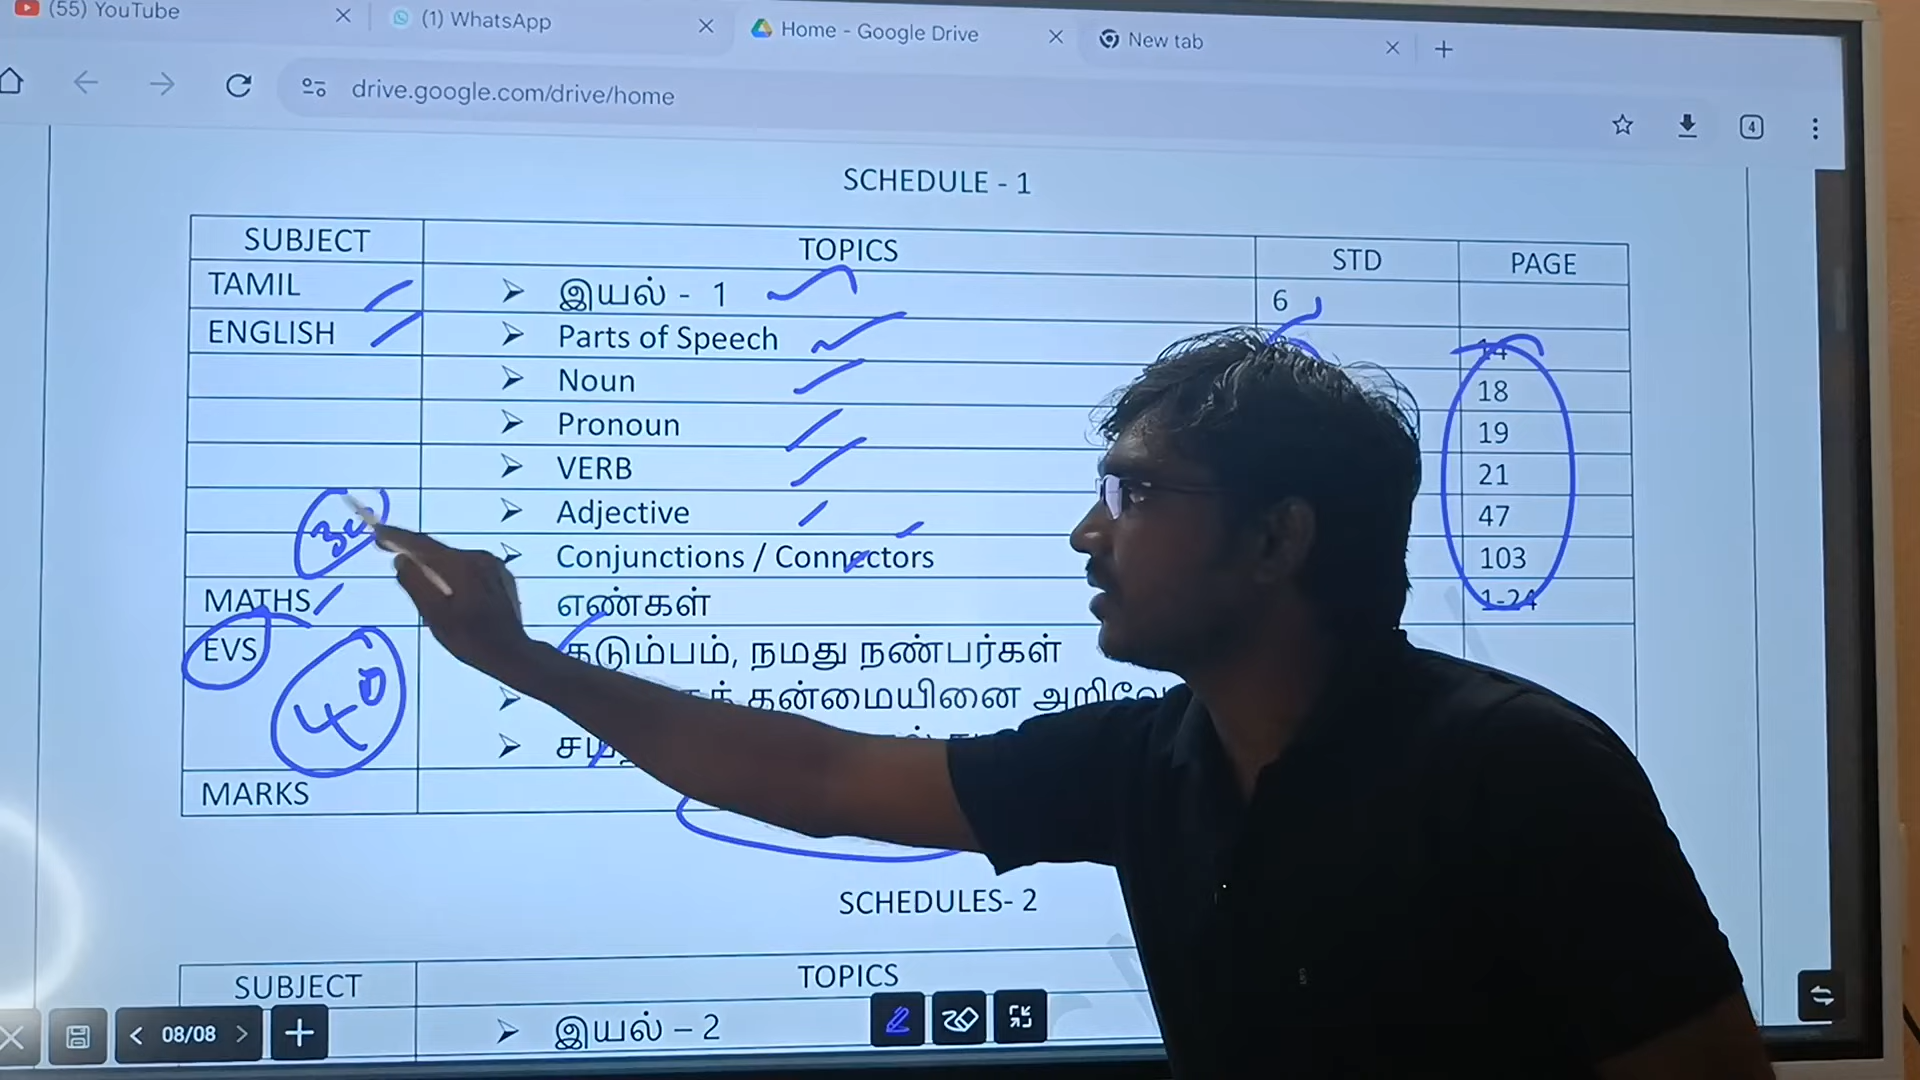 (55) YouTube
(1) WhatsApp
Home - Google Drive
New tab
drive.google.com/drive/home
4
SCHEDULE - 1
SUBJECT TOPICS STD PAGE
TAMIL இயல் - 1 6
ENGLISH Parts of Speech 14
Noun 18
Pronoun 19
VERB 21
Adjective 47
Conjunctions / Connectors 103
MATHS எண்கள் 1-24
EVS நமது நண்பர்கள்
40
MARKS
SCHEDULES- 2
SUBJECT TOPICS
இயல் – 2
08/08